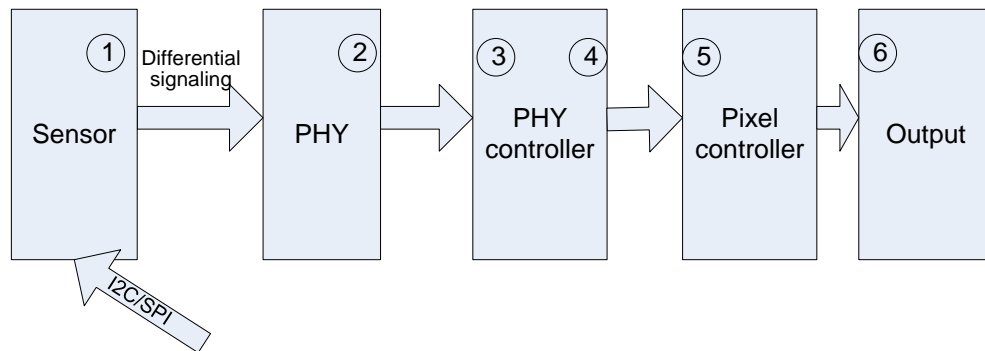 1
Differential
signaling
2
3
4
5
6
Sensor
PHY
PHY
controller
Pixel
controller
Output
I2C/SPI